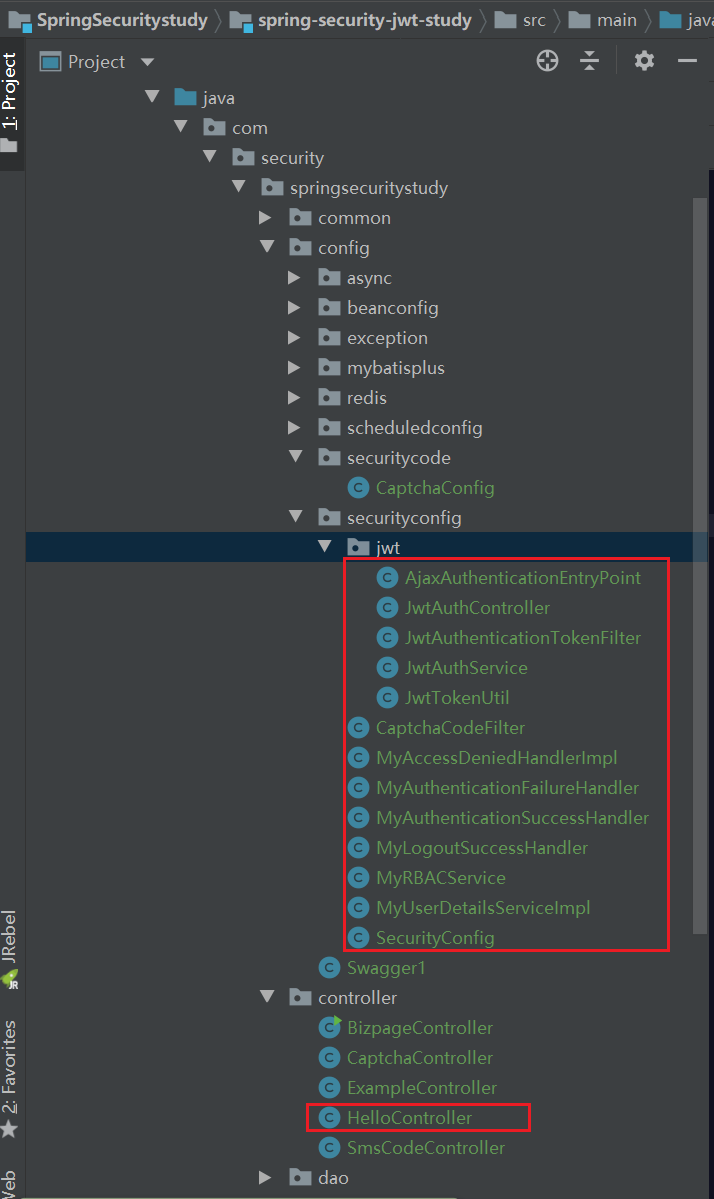 SpringSecuritystudy spring-security-jwt-study src main java
Project
1: Project
java
com
security
springsecuritystudy
common
config
async
beanconfig
exception
mybatisplus
redis
scheduledconfig
securitycode
CaptchaConfig
securityconfig
jwt
AjaxAuthenticationEntryPoint
JwtAuthController
JwtAuthenticationTokenFilter
JwtAuthService
JwtTokenUtil
CaptchaCodeFilter
MyAccessDeniedHandlerImpl
MyAuthenticationFailureHandler
MyAuthenticationSuccessHandler
MyLogoutSuccessHandler
MyRBACService
MyUserDetailsServiceImpl
SecurityConfig
Swagger1
controller
BizpageController
CaptchaController
ExampleController
HelloController
SmsCodeController
dao
JRebel
JR
2: Favorites
Web